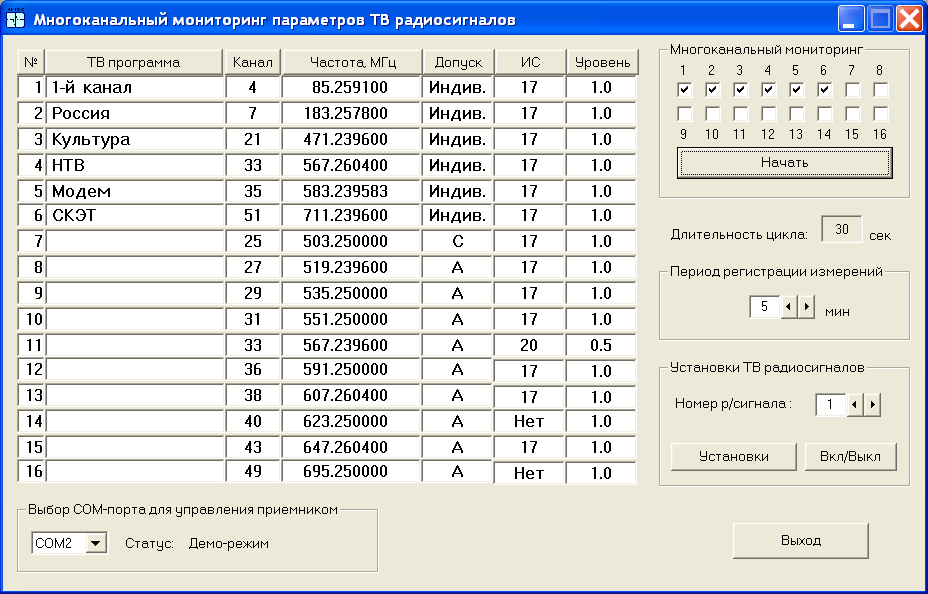 Многоканальный мониторинг параметров ТВ радиосигналов
№ ТВ программа Канал Частота, МГц Допуск ИС Уровень
1 1-й канал 4 85.259100 Индив. 17 1.0
2 Россия 7 183.257800 Индив. 17 1.0
3 Культура 21 471.239600 Индив. 17 1.0
4 НТВ 33 567.260400 Индив. 17 1.0
5 Модем 35 583.239583 Индив. 17 1.0
6 СКЭТ 51 711.239600 Индив. 17 1.0
7 25 503.250000 С 17 1.0
8 27 519.239600 А 17 1.0
9 29 535.250000 А 17 1.0
10 31 551.250000 А 17 1.0
11 33 567.239600 А 20 0.5
12 36 591.250000 А 17 1.0
13 38 607.260400 А 17 1.0
14 40 623.250000 А Нет 1.0
15 43 647.260400 А 17 1.0
16 49 695.250000 А Нет 1.0
Многоканальный мониторинг
1 2 3 4 5 6 7 8
9 10 11 12 13 14 15 16
Начать
Длительность цикла: 30 сек
Период регистрации измерений
5 мин
Установки ТВ радиосигналов
Номер р/сигнала : 1
Установки Вкл/Выкл
Выбор СОМ-порта для управления приемником
COM2 Статус: Демо-режим
Выход